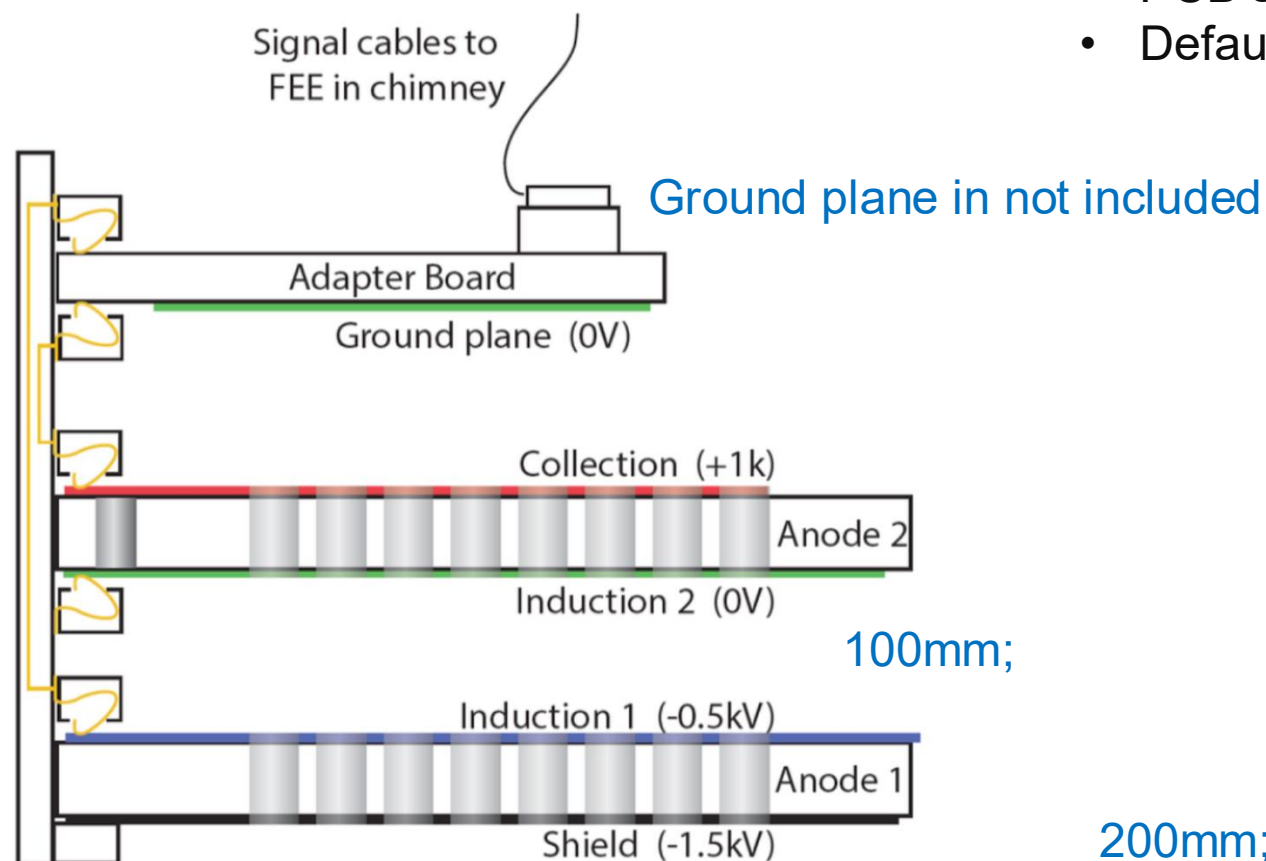 Signal cables to
FEE in chimney
• Defau
Ground plane in not included
Adapter Board
Ground plane (0V)
Collection (+1k)
Anode 2
Induction 2 (0V)
100mm;
Induction 1 (-0.5kV)
Anode 1
Shield (-1.5kV)
200mm;